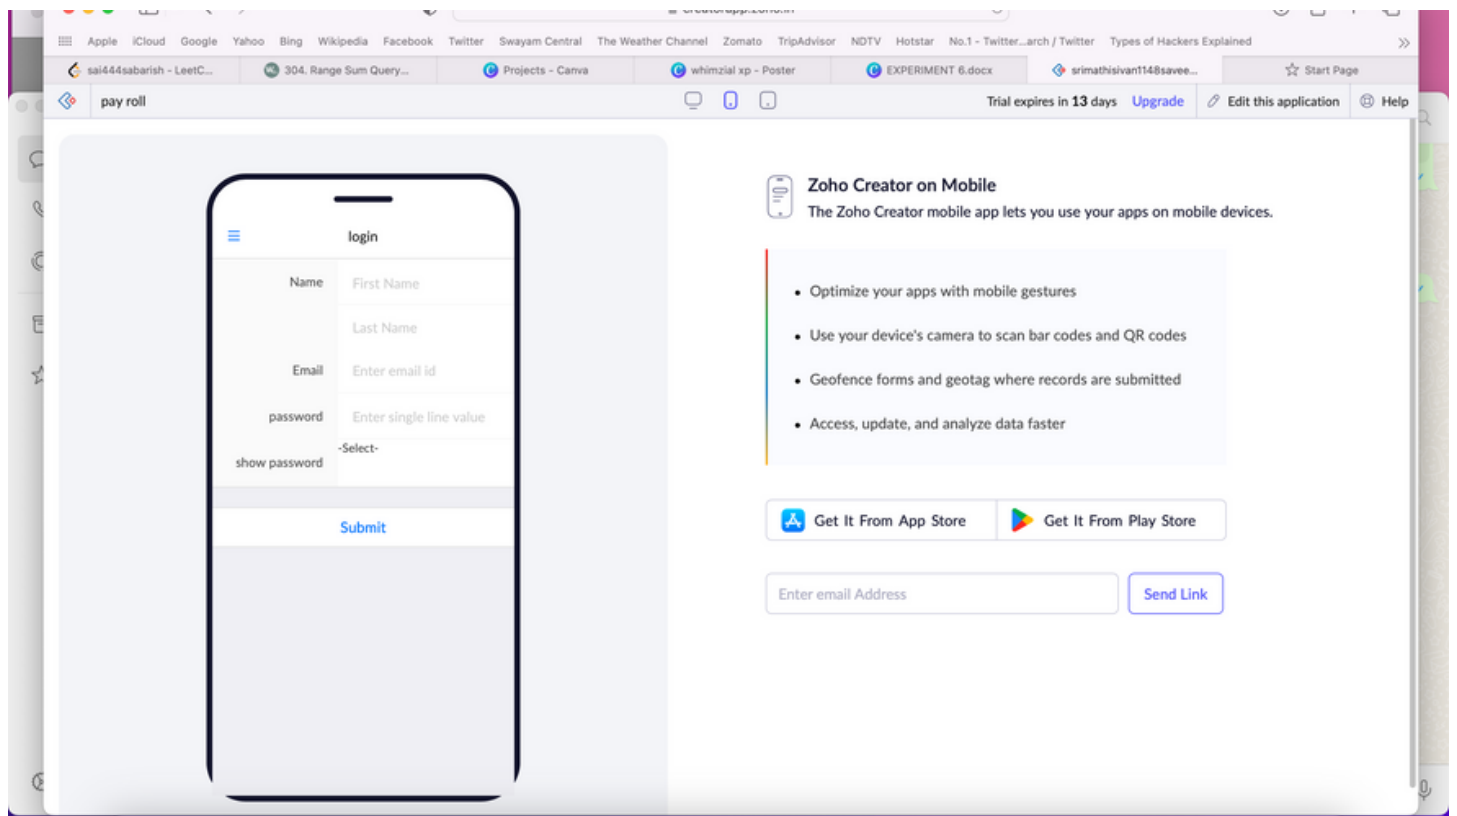 Apple iCloud Google Yahoo Bing Wikipedia Facebook Twitter Swayam Central The Weather Channel Zomato TripAdvisor NDTV Hotstar No.1 - Twitter...arch / Twitter Types of Hackers Explained
sai444sabarish - LeetC... 304. Range Sum Query... Projects - Canva whimzial xp - Poster EXPERIMENT 6.docx srimathisivan1148savee... Start Page
pay roll Trial expires in 13 days Upgrade Edit this application Help
login
Name First Name
Last Name
Email Enter email id
password Enter single line value
show password -Select-
Submit
Zoho Creator on Mobile
The Zoho Creator mobile app lets you use your apps on mobile devices.
• Optimize your apps with mobile gestures
• Use your device's camera to scan bar codes and QR codes
• Geofence forms and geotag where records are submitted
• Access, update, and analyze data faster
Get It From App Store Get It From Play Store
Enter email Address Send Link